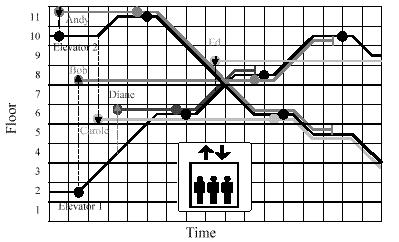 11
Andy
10
Elevator 2
Ed
9
8
Bob
7
Diane
6
Carole
5
4
3
2
Elevator 1
1
Floor
Time